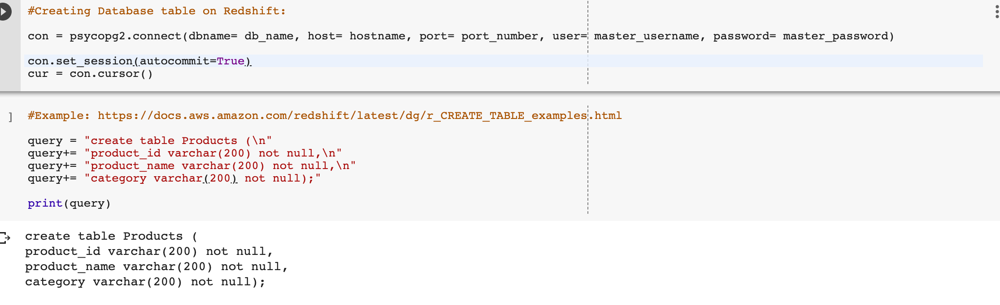 #Creating Database table on Redshift:
con = psycopg2.connect(dbname= db_name, host= hostname, port= port_number, user= master_username, password= master_password)
con.set_session(autocommit=True)
cur = con.cursor()
]
#Example: https://docs.aws.amazon.com/redshift/latest/dg/r_CREATE_TABLE_examples.html
query = "create table Products (\n"
query+= "product_id varchar(200) not null,\n"
query+= "product_name varchar(200) not null,\n"
query+= "category varchar(200) not null);"
print(query)
create table Products (
product_id varchar(200) not null,
product_name varchar(200) not null,
category varchar(200) not null);